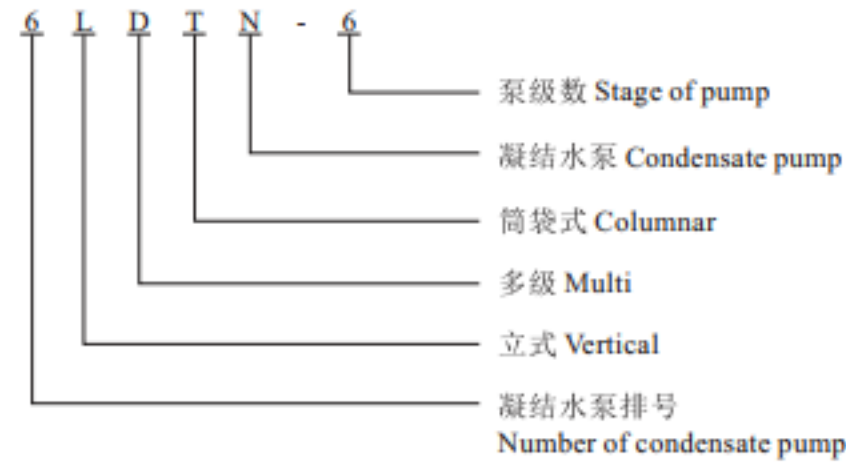 6 L D T N - 6
泵级数 Stage of pump
凝结水泵 Condensate pump
筒袋式 Columnar
多级 Multi
立式 Vertical
凝结水泵排号
Number of condensate pump